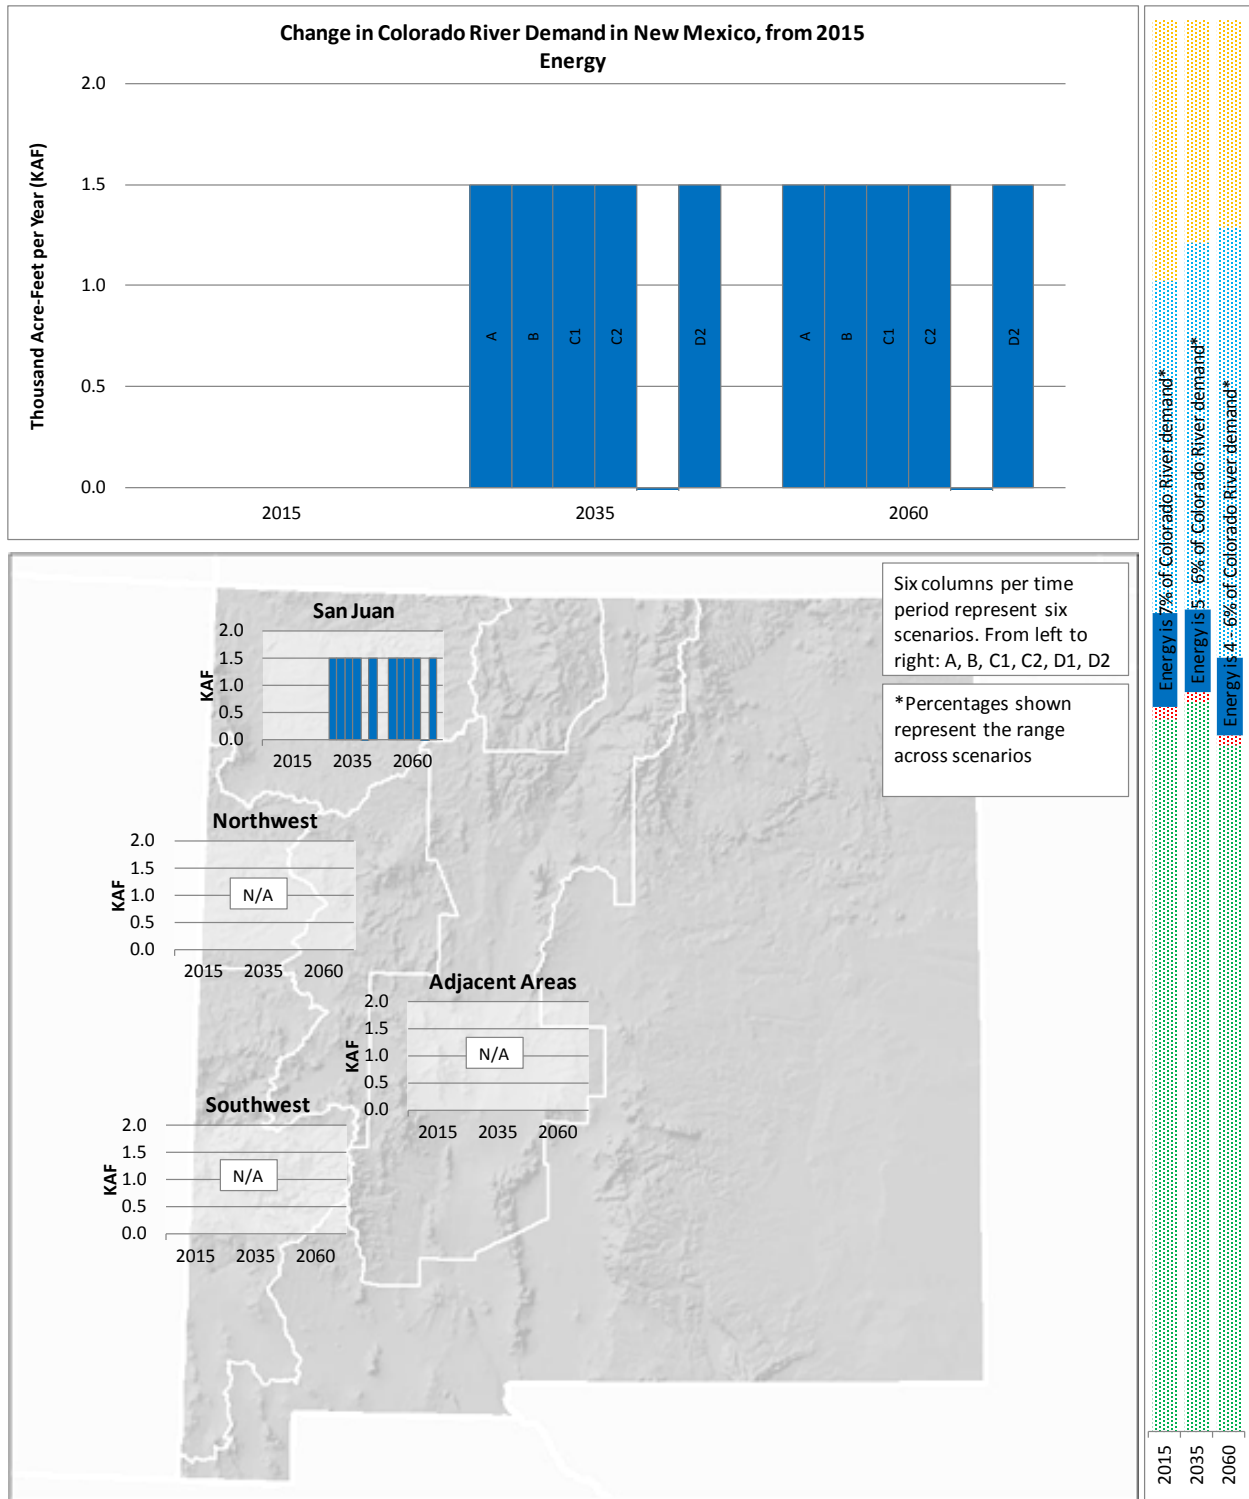 Change in Colorado River Demand in New Mexico, from 2015
Energy
Thousand Acre-Feet per Year (KAF)
2.0
1.5
1.0
0.5
0.0
A
B
C1
C2
D2
A
B
C1
C2
D2
2015
2035
2060
Six columns per time
period represent six
scenarios. From left to
right: A, B, C1, C2, D1, D2
*Percentages shown
represent the range
across scenarios
San Juan
KAF
2.0
1.5
1.0
0.5
0.0
2015
2035
2060
Northwest
KAF
2.0
1.5
1.0
0.5
0.0
N/A
2015
2035
2060
Adjacent Areas
KAF
2.0
1.5
1.0
0.5
0.0
N/A
2015
2035
2060
Southwest
KAF
2.0
1.5
1.0
0.5
0.0
N/A
2015
2035
2060
Energy is 7% of Colorado River demand*
Energy is 5 - 6% of Colorado River demand*
Energy is 4 - 6% of Colorado River demand*
2015
2035
2060